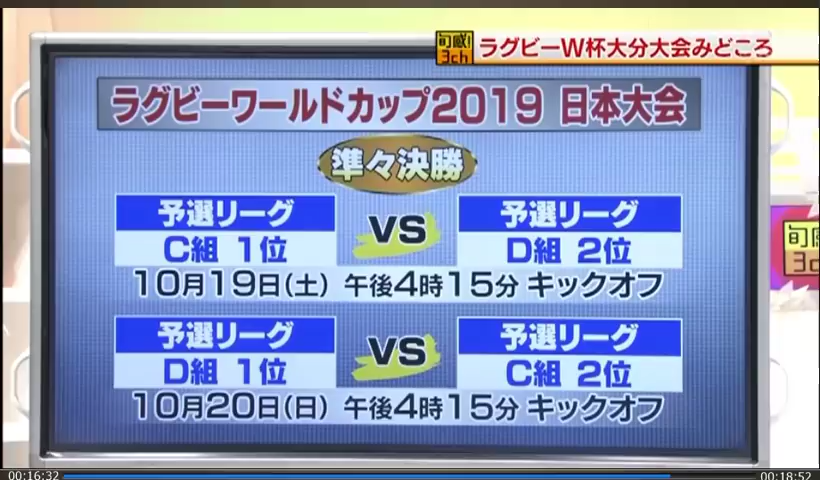 旬感!
3ch
ラグビーW杯大分大会みどころ
ラグビーワールドカップ2019 日本大会
準々決勝
予選リーグ
C組 1位
VS
予選リーグ
D組 2位
10月19日(土) 午後4時15分 キックオフ
旬感
3c
予選リーグ
D組 1位
VS
予選リーグ
C組 2位
10月20日(日) 午後4時15分 キックオフ
00:16:32
00:18:52